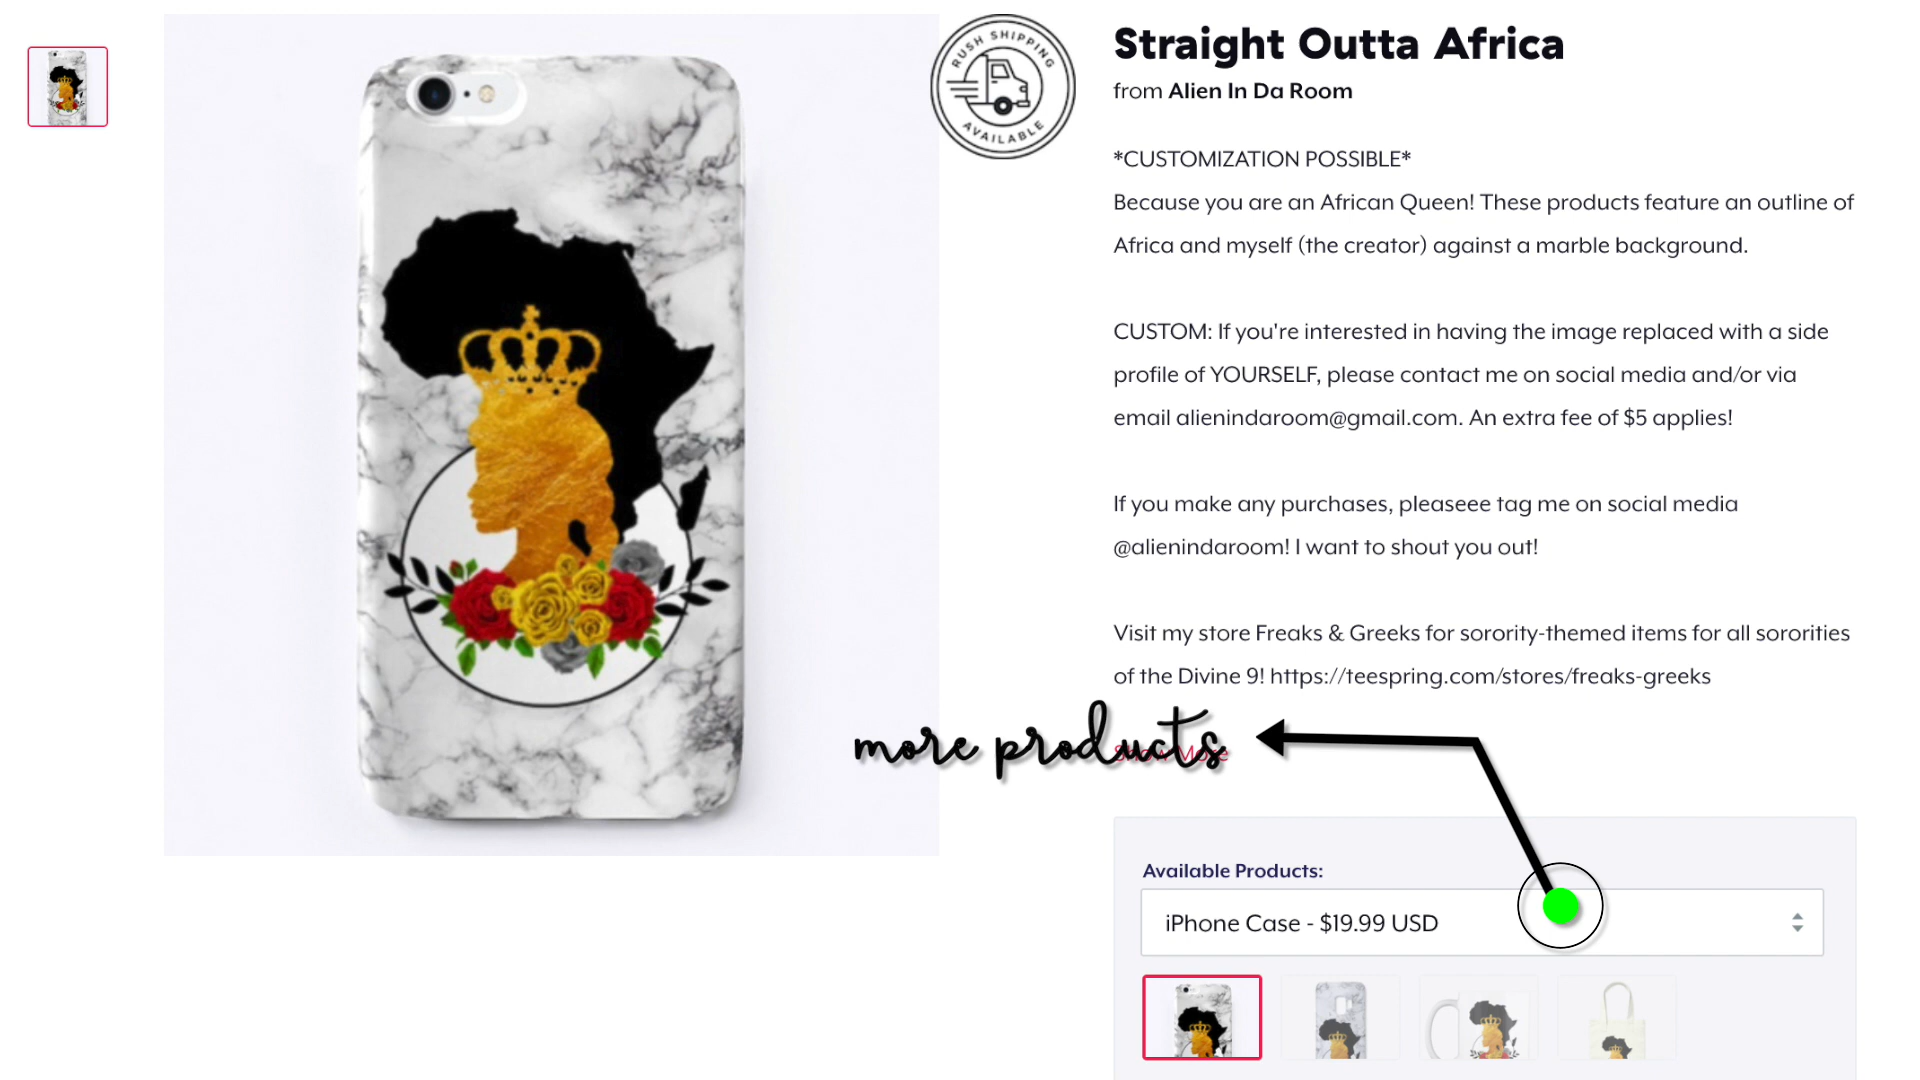 RUSH SHIPPING
AVAILABLE
Straight Outta Africa
from Alien In Da Room
*CUSTOMIZATION POSSIBLE*
Because you are an African Queen! These products feature an outline of
Africa and myself (the creator) against a marble background.
CUSTOM: If you're interested in having the image replaced with a side
profile of YOURSELF, please contact me on social media and/or via
email alienindaroom@gmail.com. An extra fee of $5 applies!
If you make any purchases, pleaseee tag me on social media
@alienindaroom! I want to shout you out!
Visit my store Freaks & Greeks for sorority-themed items for all sororities
of the Divine 9! https://teespring.com/stores/freaks-greeks
more products
Show More
Available Products:
iPhone Case - $19.99 USD